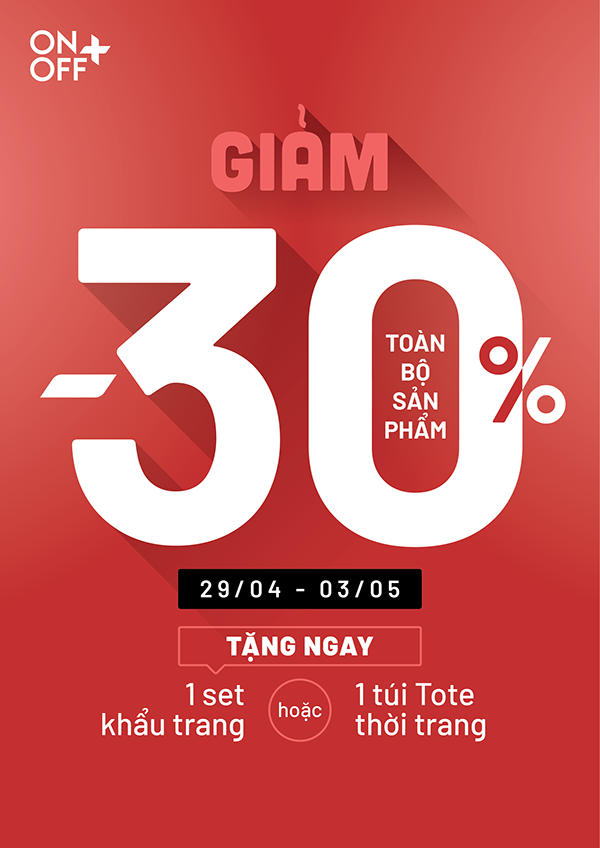 ON
OFF+
GIẢM
-30%
TOÀN
BỘ
SẢN
PHẨM
29/04 - 03/05
TẶNG NGAY
1 set
khẩu trang
hoặc
1 túi Tote
thời trang